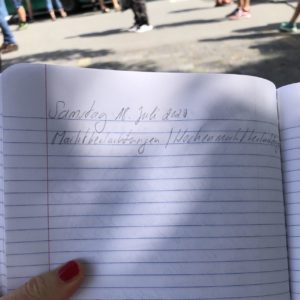 Samstag 11. Juli 2020
Marktbeobachtungen / Wochenmarkt